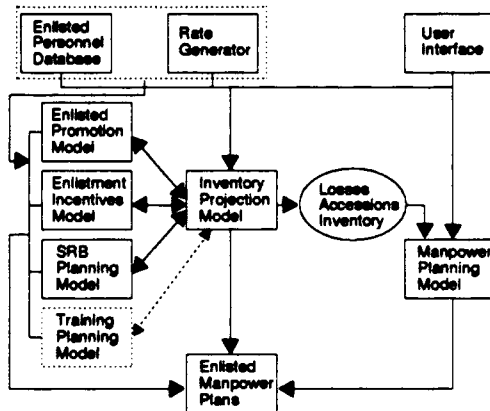 Enlisted
Personnel
Database
Rate
Generator
User
Interface
Enlisted
Promotion
Model
Enlistment
Incentives
Model
Inventory
Projection
Model
Losses
Accessions
Inventory
SRB
Planning
Model
Manpower
Planning
Model
Training
Planning
Model
Enlisted
Manpower
Plans